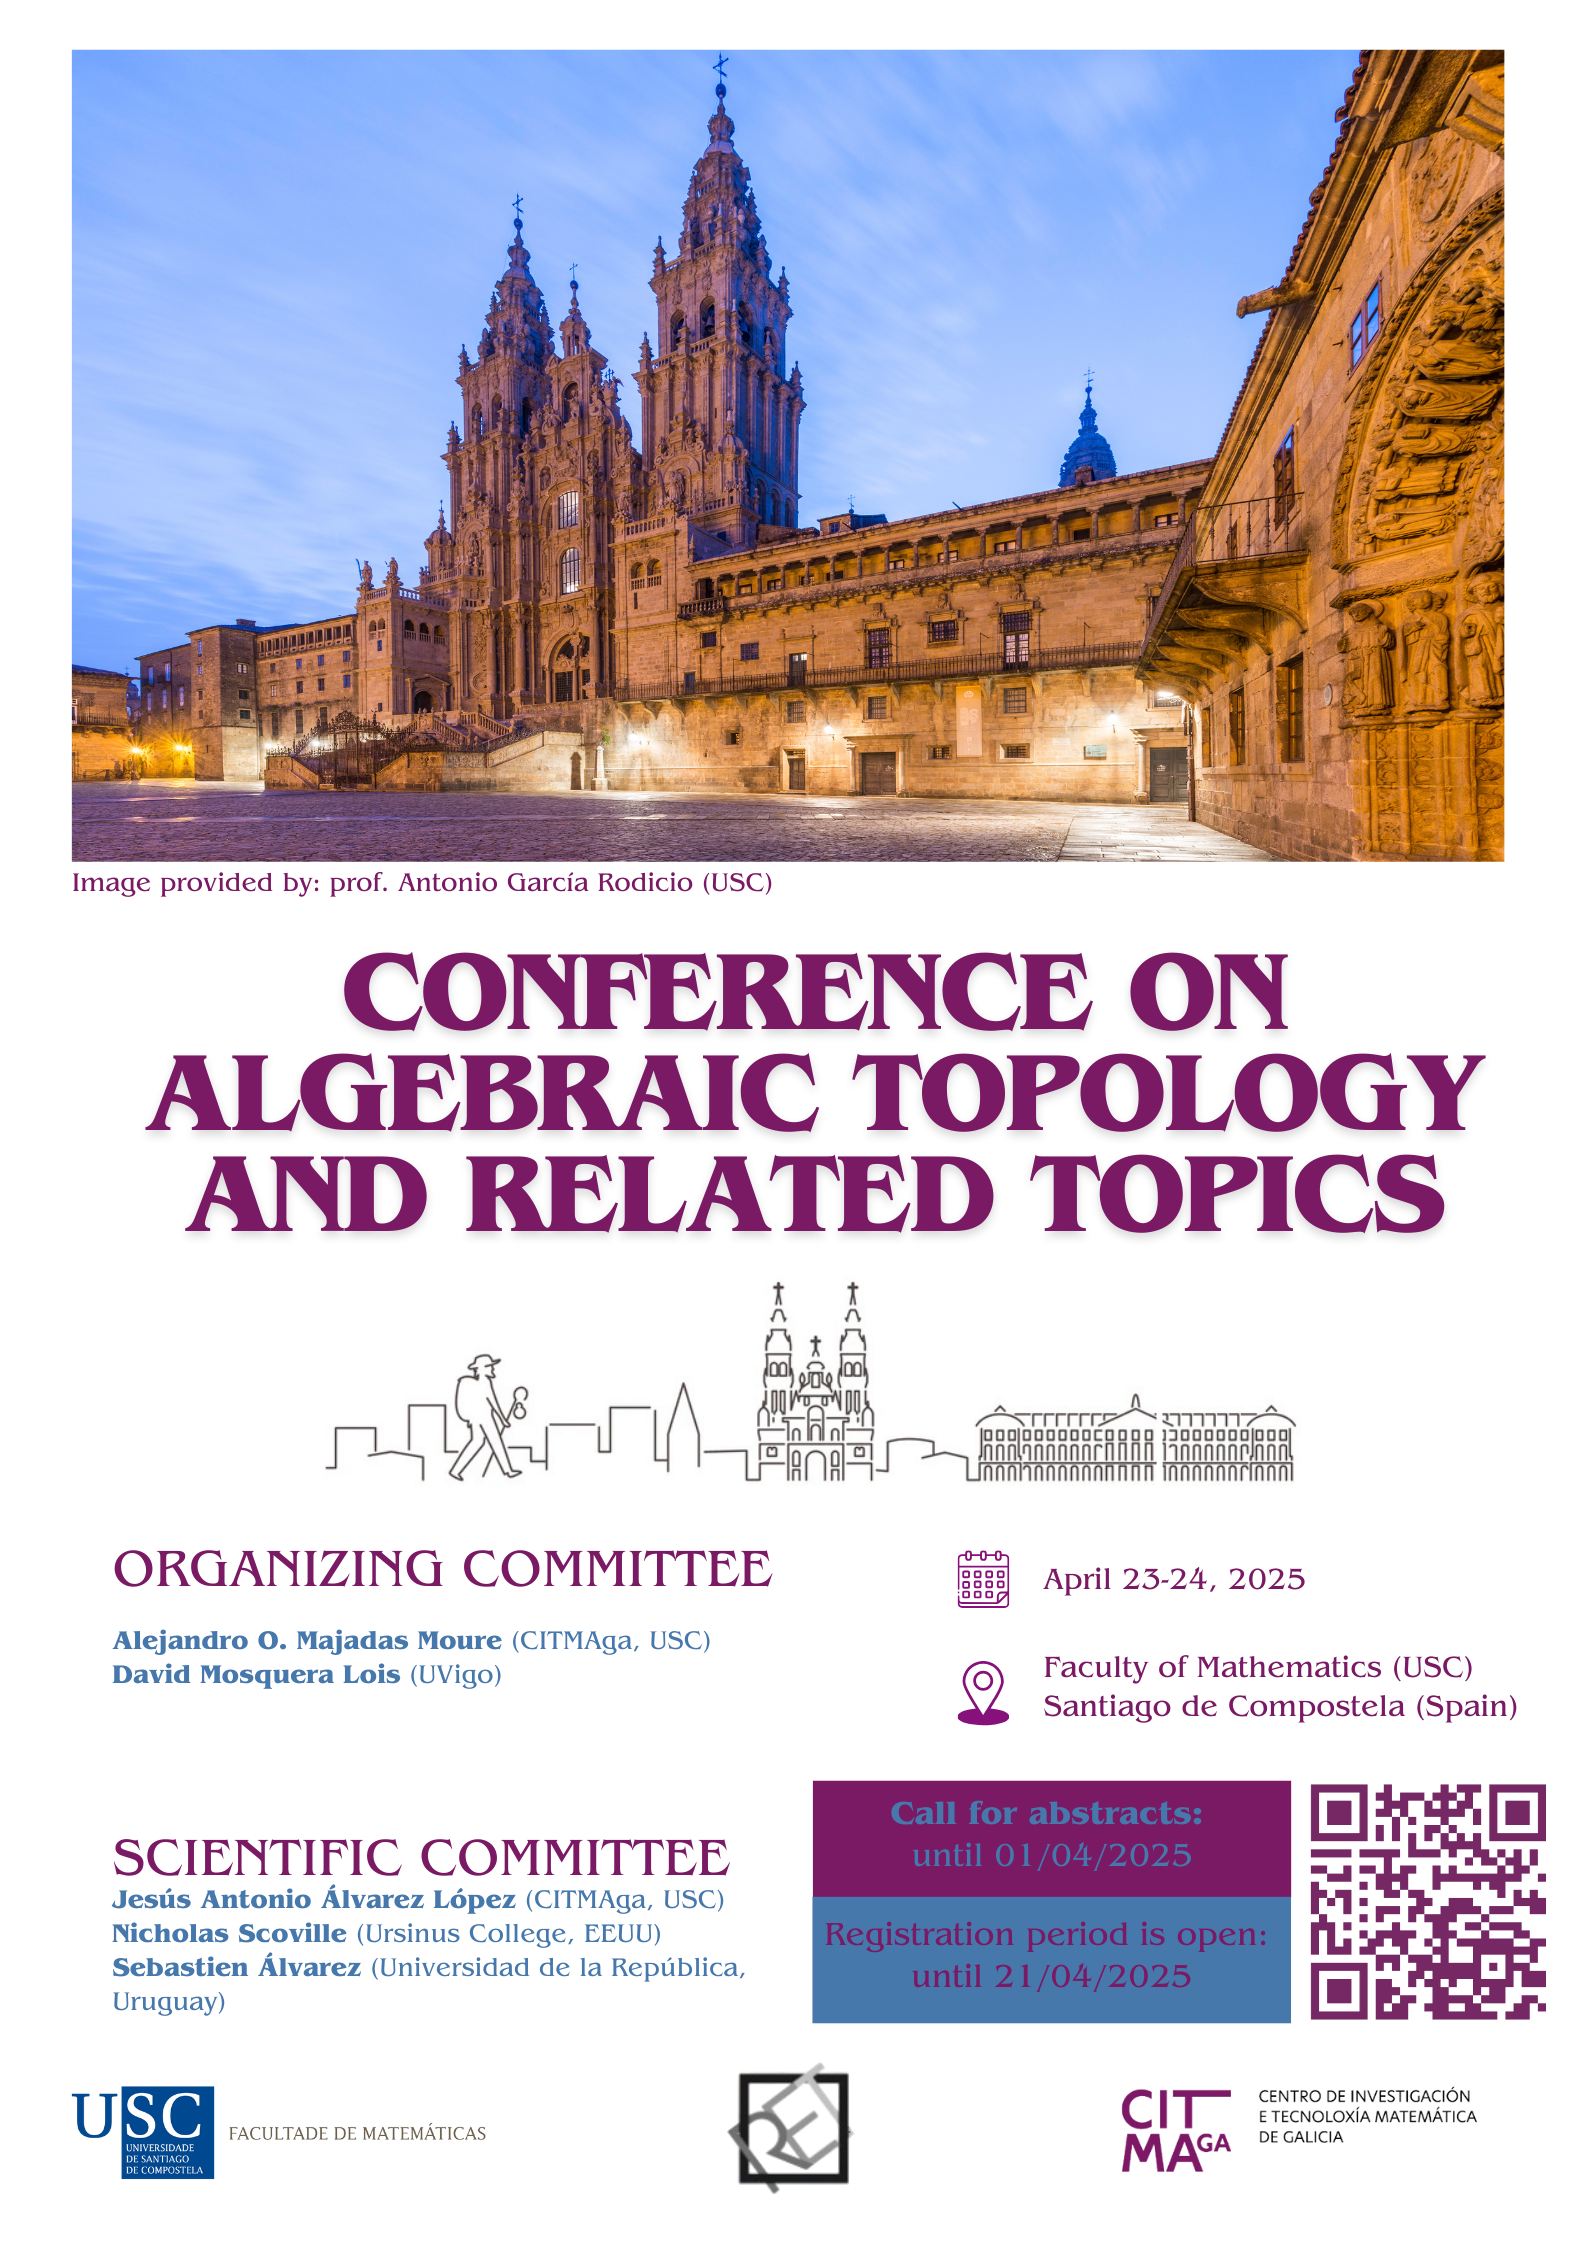 Image provided by: prof. Antonio García Rodicio (USC)
CONFERENCE ON
ALGEBRAIC TOPOLOGY
AND RELATED TOPICS
ORGANIZING COMMITTEE
Alejandro O. Majadas Moure (CITMAga, USC)
David Mosquera Lois (UVigo)
April 23-24, 2025
Faculty of Mathematics (USC)
Santiago de Compostela (Spain)
SCIENTIFIC COMMITTEE
Jesús Antonio Álvarez López (CITMAga, USC)
Nicholas Scoville (Ursinus College, EEUU)
Sebastien Álvarez (Universidad de la República,
Uruguay)
Call for abstracts:
until 01/04/2025
Registration period is open:
until 21/04/2025
USC
UNIVERSIDADE
DE SANTIAGO
DE COMPOSTELA
FACULTADE DE MATEMÁTICAS
RET
CIT
MAGA
CENTRO DE INVESTIGACIÓN
E TECNOLOXÍA MATEMÁTICA
DE GALICIA